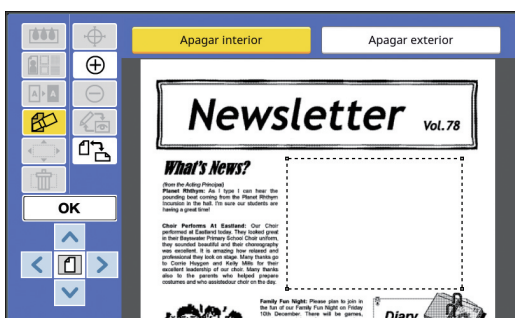 Apagar interior
Apagar exterior
Newsletter
Vol.78
What's News?
(from the Acting Principal)
Planet Rhthym: As I type I can hear the
pounding beat coming from the Planet Rhthym
Incursion in the hall. I'm sure our students are
having a great time!
Choir Performs At Eastland: Our Choir
performed at Eastland today. They looked great
in their Bayswater Primary School Choir uniform,
they sounded beautiful and their choreography
was excellent. It is amazing how relaxed and
professional they look on stage. Many thanks go
to Corrie Huygen and Kelly Mills for their
excellent leadership of our choir. Many thanks
also to the parents who helped prepare
costumes and who assistedour choir on the day.
OK
Family Fun Night: Please plan to join in
the fun of our Family Fun Night on Friday
10th December. There will be games,
Diary